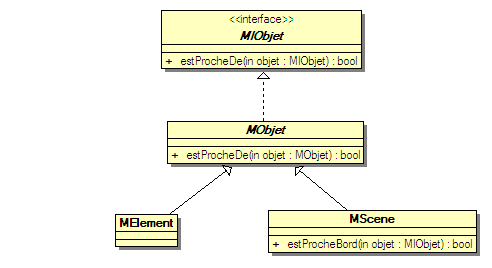 <<interface>>
MIObjet
+ estProcheDe(in objet : MIObjet) : bool
MObjet
+ estProcheDe(in objet : MObjet) : bool
MElement
MScene
+ estProcheBord(in objet : MIObjet) : bool